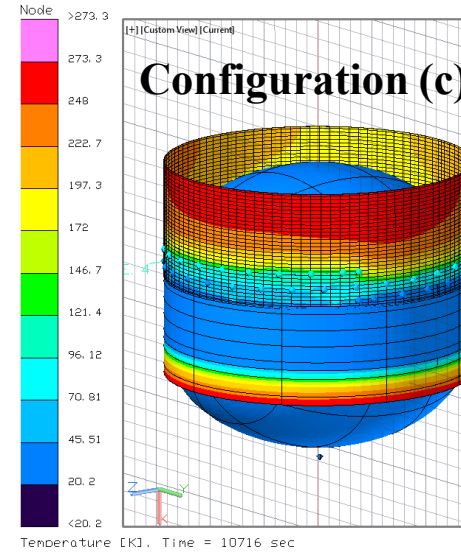 Node
>273. 3
273. 3
248
222. 7
197. 3
172
146. 7
121. 4
96. 12
70. 81
45. 51
20. 2
<20. 2
[+] [Custom View] [Current]
Configuration (c)
Z
Y
X
Temperature [K]. Time = 10716 sec